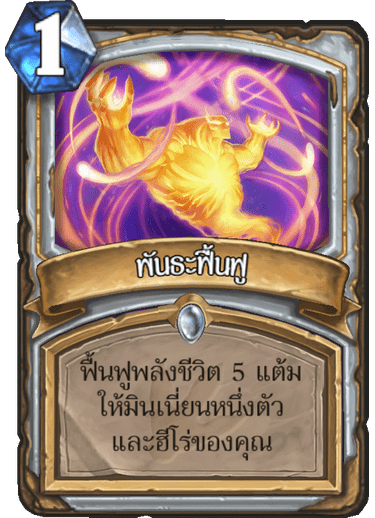 1
พันธะฟื้นฟู
ฟื้นฟูพลังชีวิต 5 แต้ม
ให้มินเนี่ยนหนึ่งตัว
และฮีโร่ของคุณ